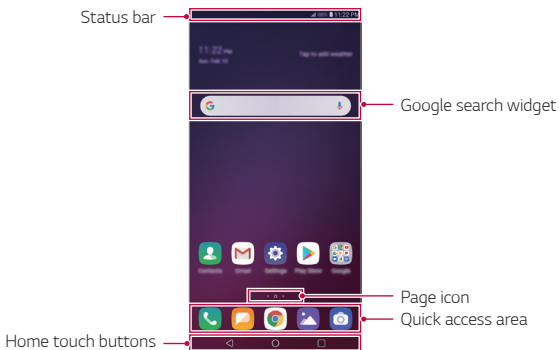 Status bar
11:22 PM
11:22 PM
Tap to add weather
Sun, Feb 10
Google search widget
Contacts
Gmail
Settings
Play Store
Google
Page icon
Quick access area
Home touch buttons